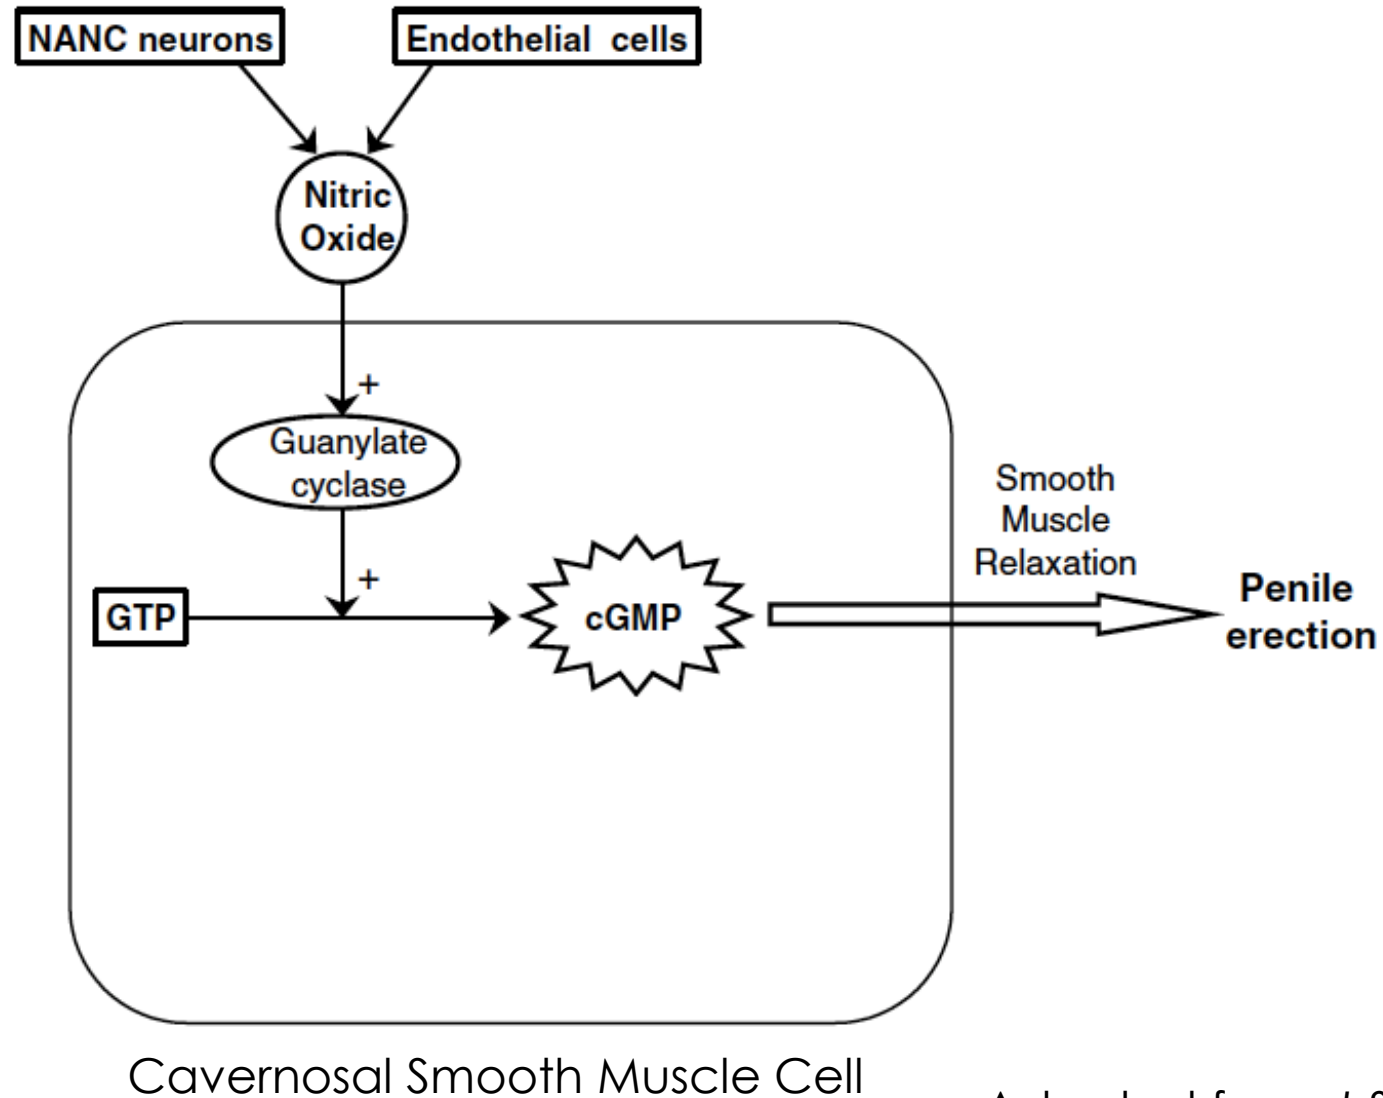 NANC neurons
Endothelial cells
Nitric
Oxide
+
Guanylate
cyclase
+
GTP
cGMP
Smooth
Muscle
Relaxation
Penile
erection
Cavernosal Smooth Muscle Cell